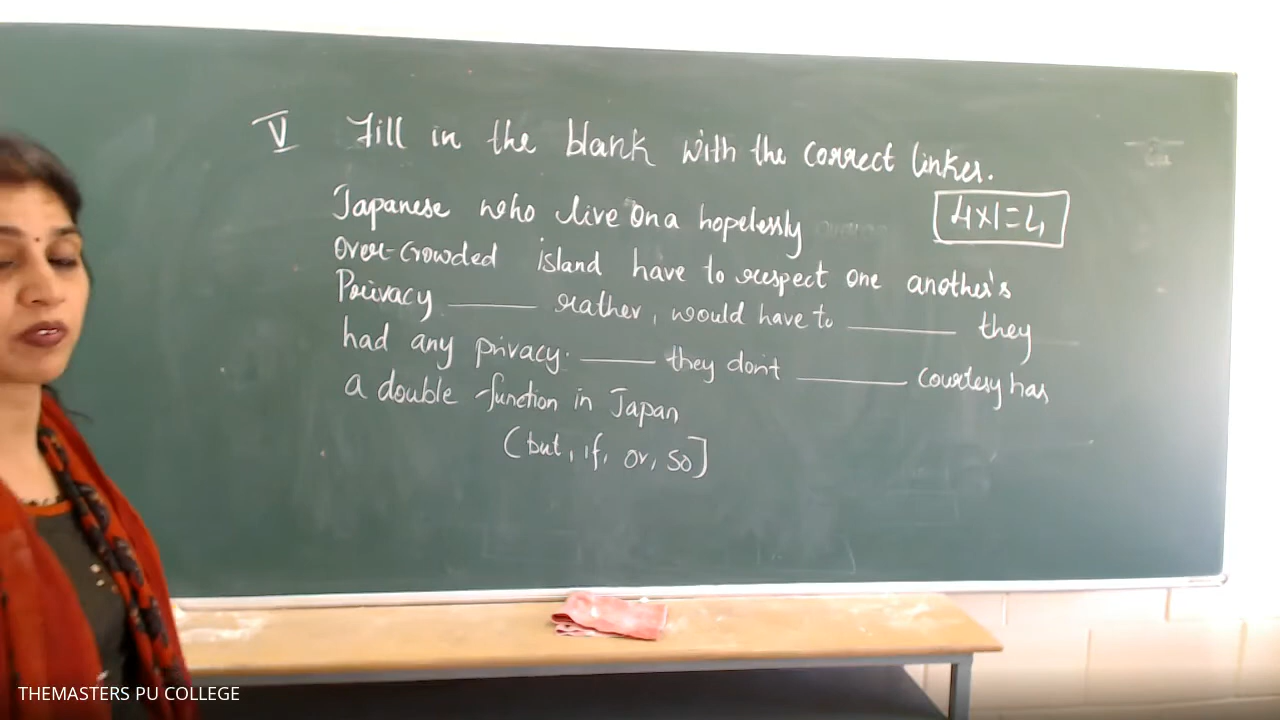 V Fill in the blank with the correct linker.
Japanese who live on a hopelessly
4x1=4
over-crowded island have to respect one another's
Privacy ______ rather, would have to ______ they
had any privacy. ______ they don't ______ courtesy has
a double function in Japan
(but, if, or, so]
THEMASTERS PU COLLEGE